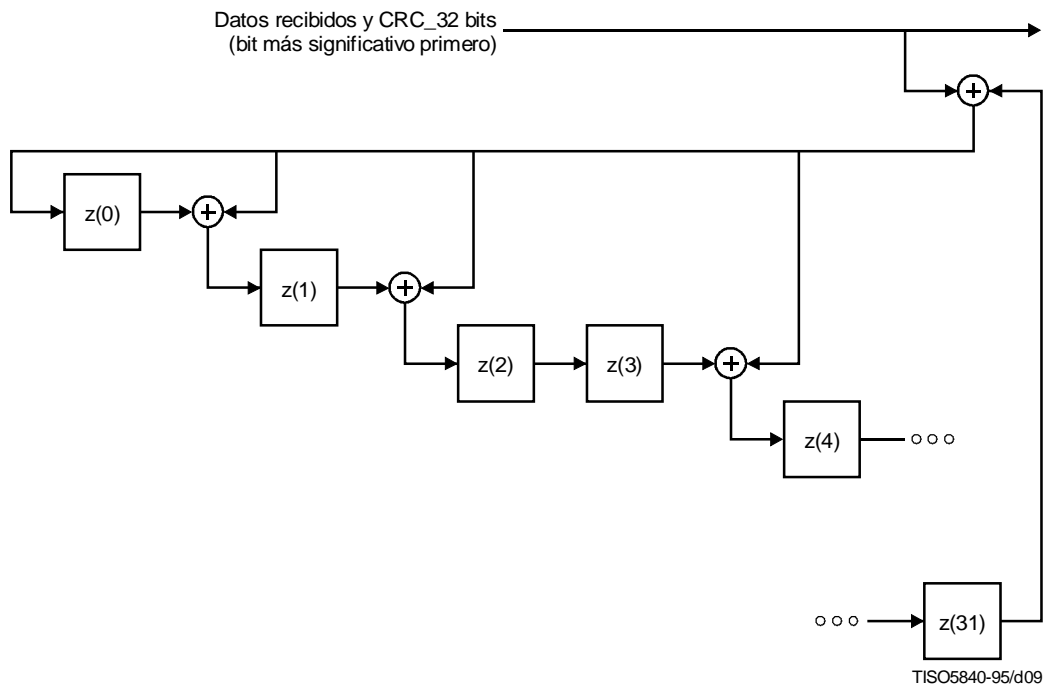 Datos recibidos y CRC_32 bits
(bit más significativo primero)
z(0)
z(1)
z(2)
z(3)
z(4)
z(31)
TISO5840-95/d09